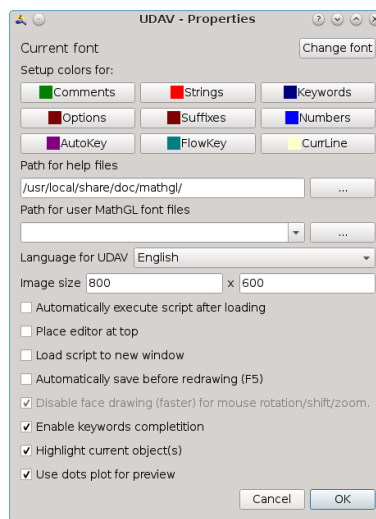 UDAV - Properties
Current font Change font
Setup colors for:
Comments Strings Keywords
Options Suffixes Numbers
AutoKey FlowKey CurrLine
Path for help files
/usr/local/share/doc/mathgl/ ...
Path for user MathGL font files
...
Language for UDAV English
Image size 800 x 600
Automatically execute script after loading
Place editor at top
Load script to new window
Automatically save before redrawing (F5)
Disable face drawing (faster) for mouse rotation/shift/zoom.
Enable keywords completition
Highlight current object(s)
Use dots plot for preview
Cancel OK